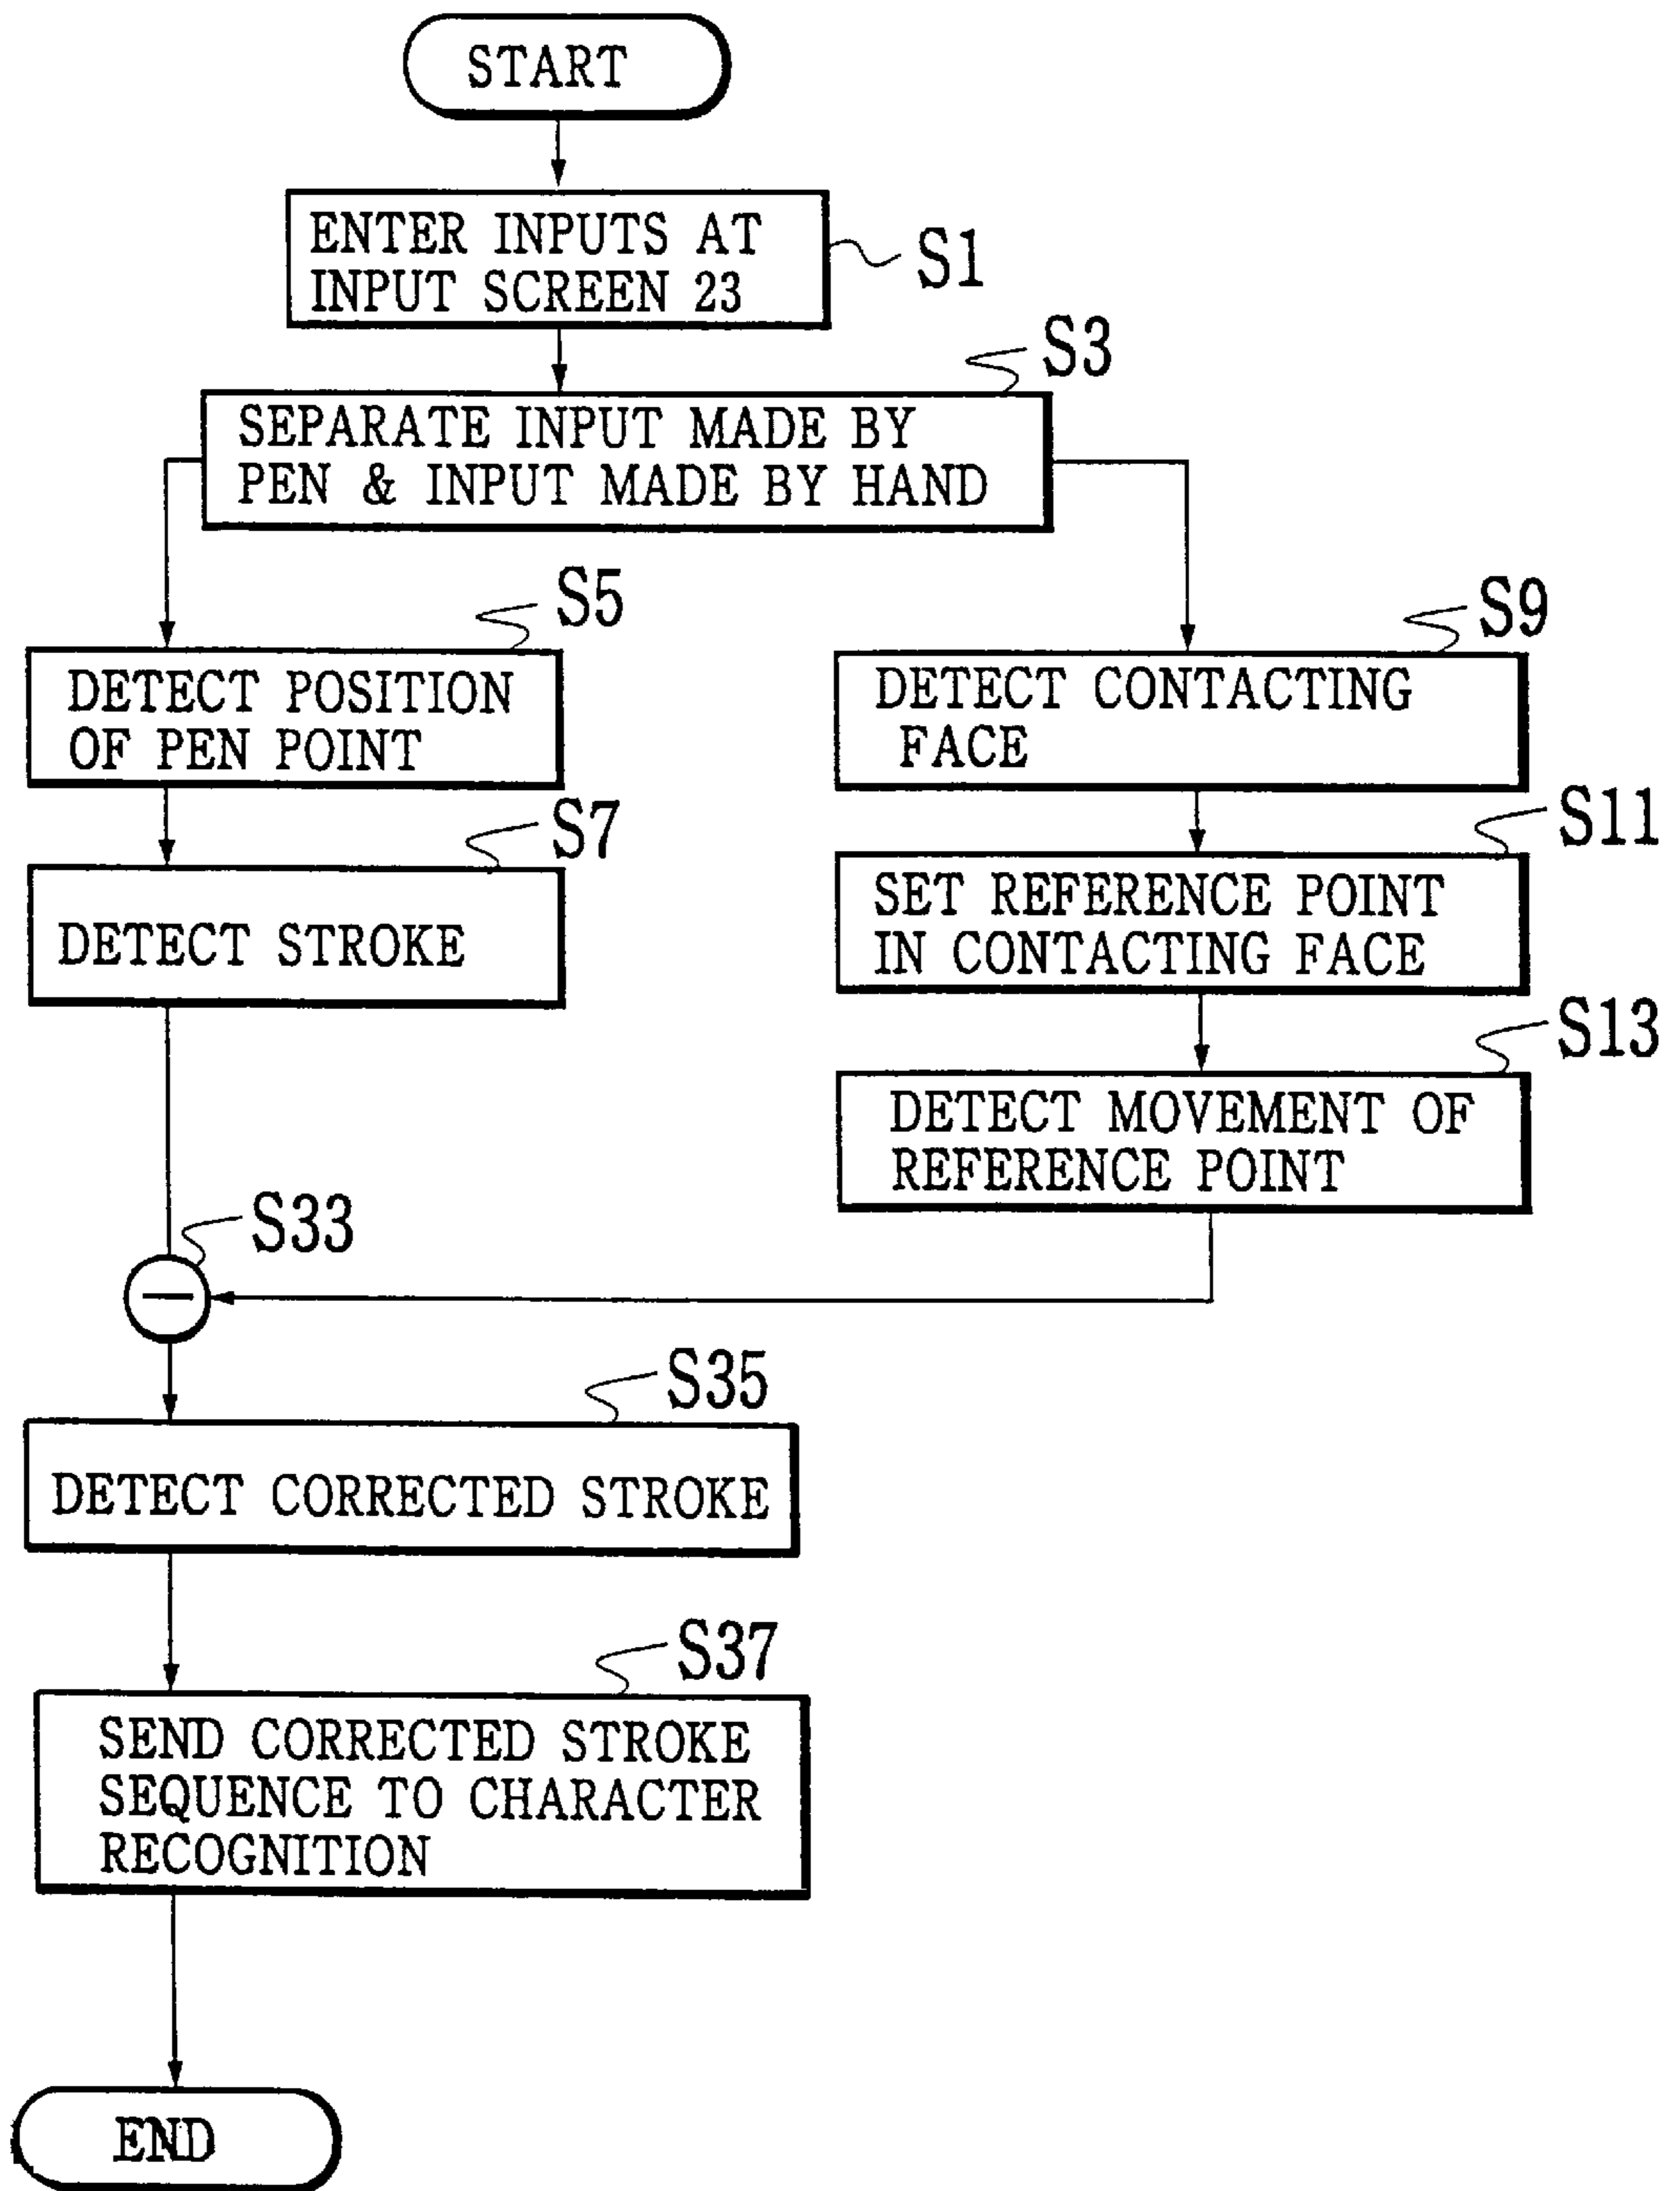 START
ENTER INPUTS AT
INPUT SCREEN 23
S1
S3
SEPARATE INPUT MADE BY
PEN & INPUT MADE BY HAND
S5
DETECT POSITION
OF PEN POINT
S7
DETECT STROKE
S9
DETECT CONTACTING
FACE
S11
SET REFERENCE POINT
IN CONTACTING FACE
S13
DETECT MOVEMENT OF
REFERENCE POINT
S33
—
S35
DETECT CORRECTED STROKE
S37
SEND CORRECTED STROKE
SEQUENCE TO CHARACTER
RECOGNITION
END